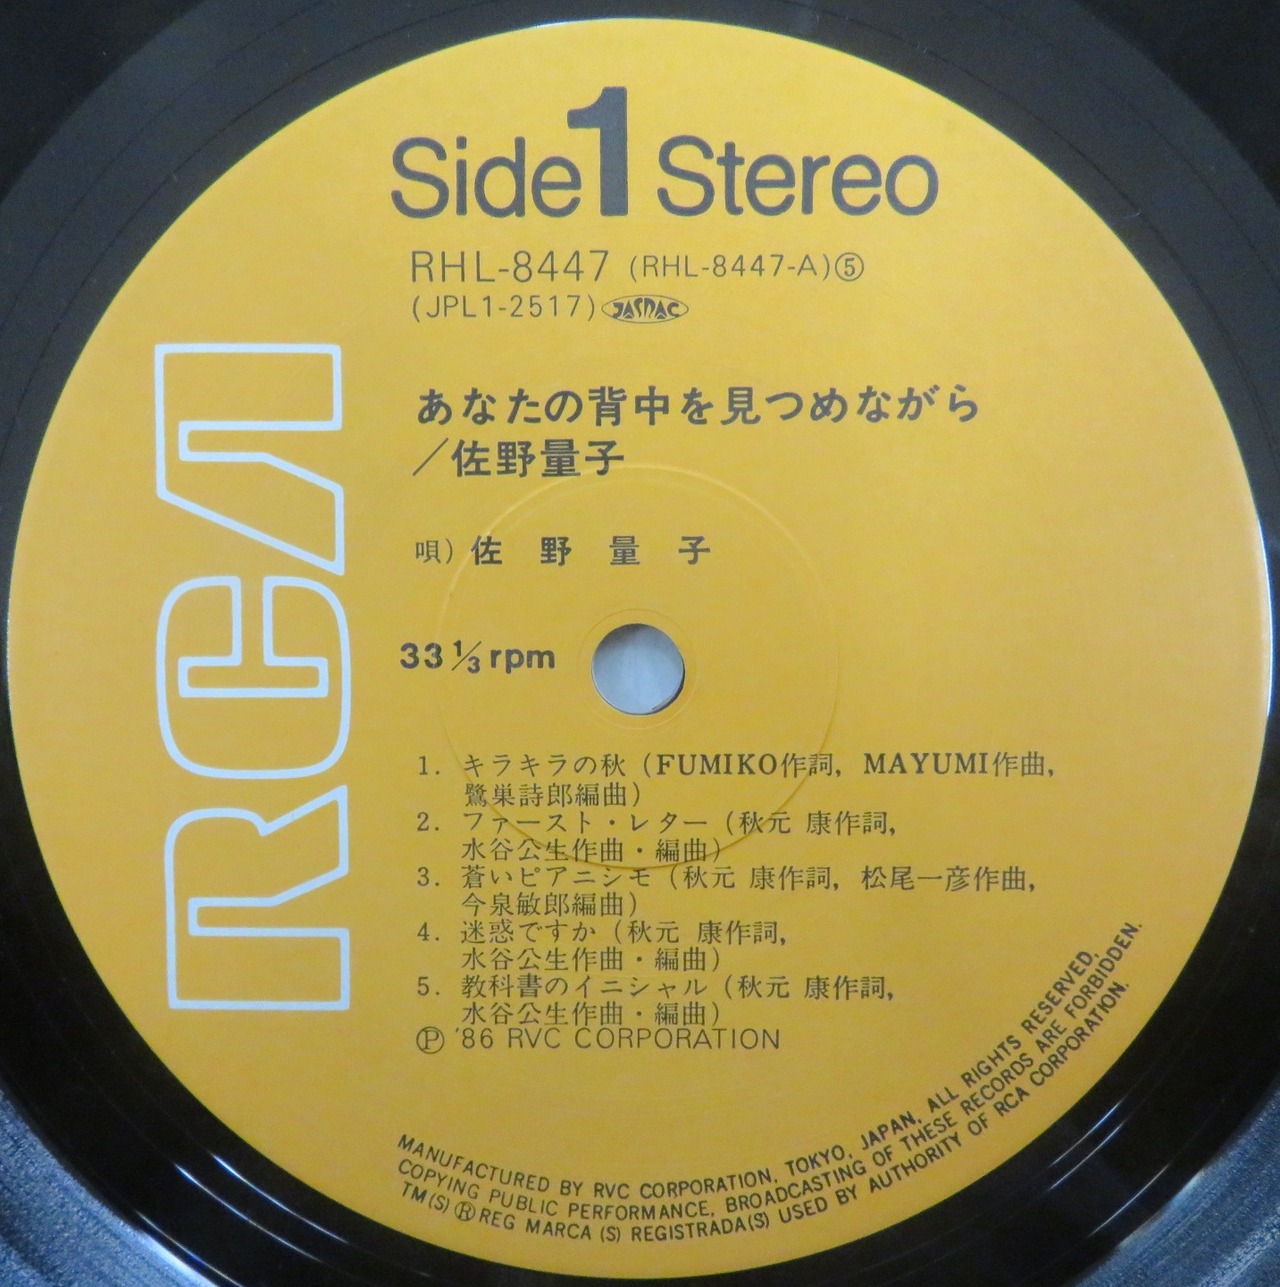 Side 1 Stereo
RHL-8447 (RHL-8447-A)⑤
(JPL1-2517) JASRAC
あなたの背中を見つめながら
／佐野量子
唄) 佐 野 量 子
RCA
33 1/3 rpm
1. キラキラの秋 (FUMIKO作詞, MAYUMI作曲,
鷺巣詩郎編曲)
2. ファースト・レター (秋元 康作詞,
水谷公生作曲・編曲)
3. 蒼いピアニシモ (秋元 康作詞, 松尾一彦作曲,
今泉敏郎編曲)
4. 迷惑ですか (秋元 康作詞,
水谷公生作曲・編曲)
5. 教科書のイニシャル (秋元 康作詞,
水谷公生作曲・編曲)
Ⓟ '86 RVC CORPORATION
MANUFACTURED BY RVC CORPORATION, TOKYO, JAPAN, ALL RIGHTS RESERVED.
COPYING PUBLIC PERFORMANCE, BROADCASTING OF THESE RECORDS ARE FORBIDDEN.
TM(S) ® REG MARCA (S) REGISTRADA(S) USED BY AUTHORITY OF RCA CORPORATION.